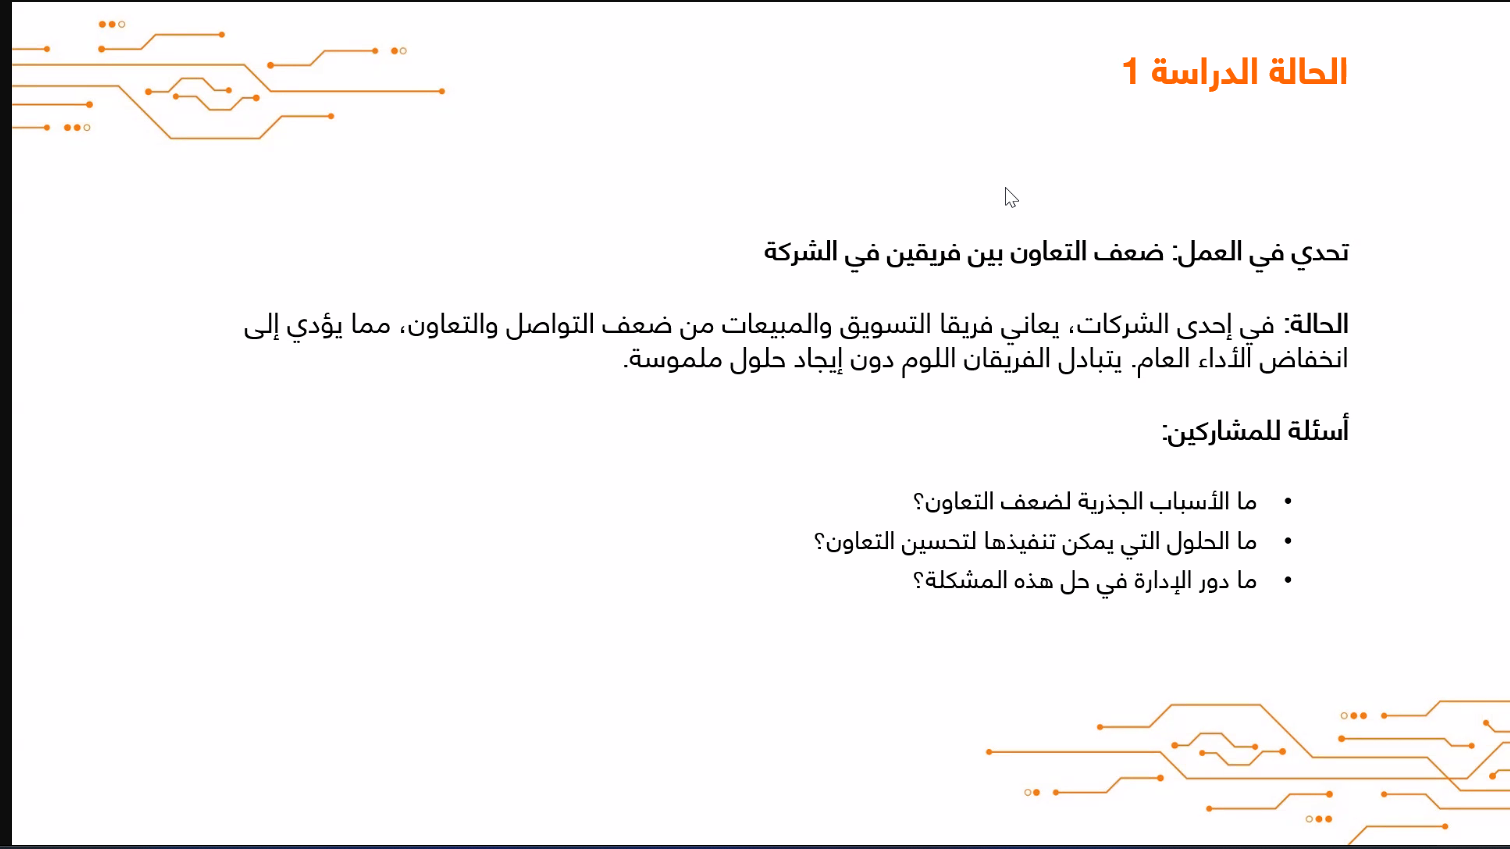 الحالة الدراسة 1
تحدي في العمل: ضعف التعاون بين فريقين في الشركة
الحالة: في إحدى الشركات، يعاني فريقا التسويق والمبيعات من ضعف التواصل والتعاون، مما يؤدي إلى
انخفاض الأداء العام. يتبادل الفريقان اللوم دون إيجاد حلول ملموسة.
أسئلة للمشاركين:
• ما الأسباب الجذرية لضعف التعاون؟
• ما الحلول التي يمكن تنفيذها لتحسين التعاون؟
• ما دور الإدارة في حل هذه المشكلة؟